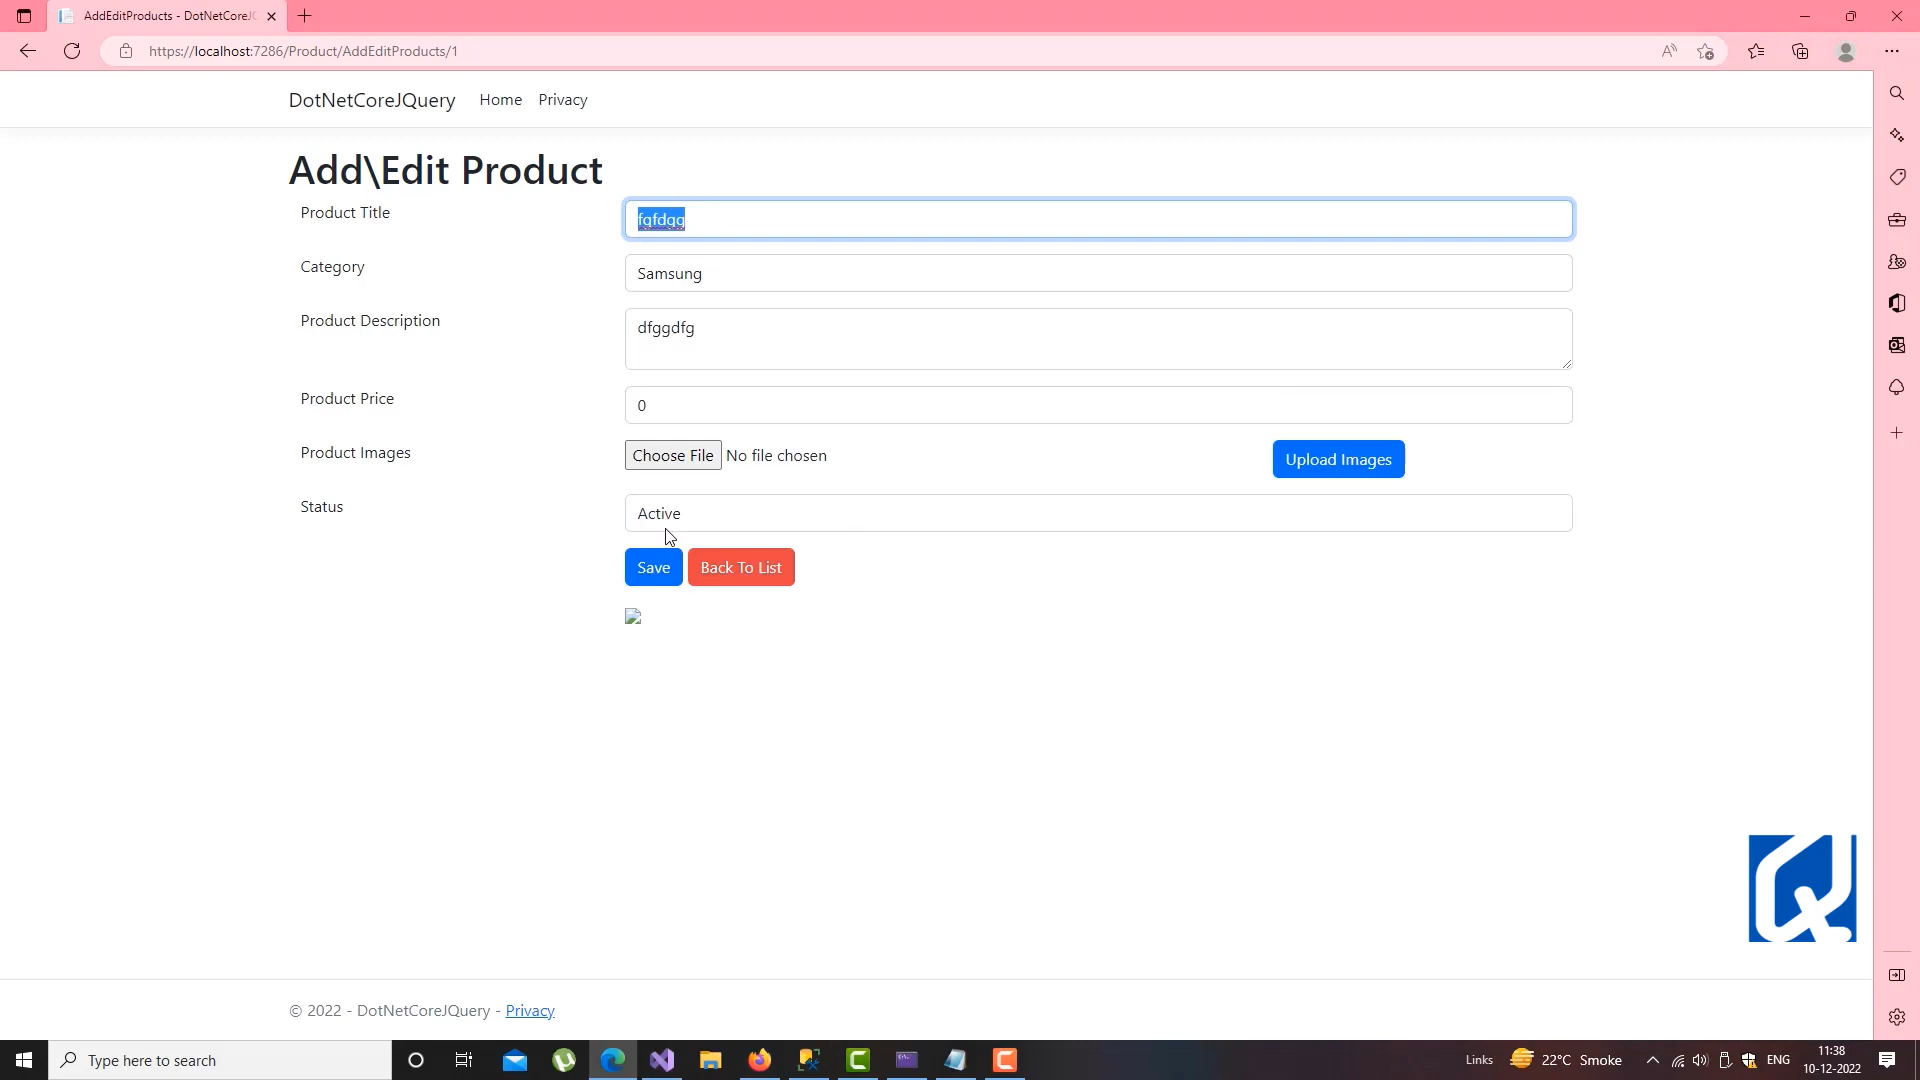 AddEditProducts - DotNetCoreJC
https://localhost:7286/Product/AddEditProducts/1
DotNetCoreJQuery Home Privacy
Add\Edit Product
Product Title fgfdgg
Category Samsung
Product Description dfggdfg
Product Price 0
Product Images Choose File No file chosen Upload Images
Status Active
Save Back To List
© 2022 - DotNetCoreJQuery - Privacy
Type here to search
Links 22°C Smoke ENG 11:38
10-12-2022